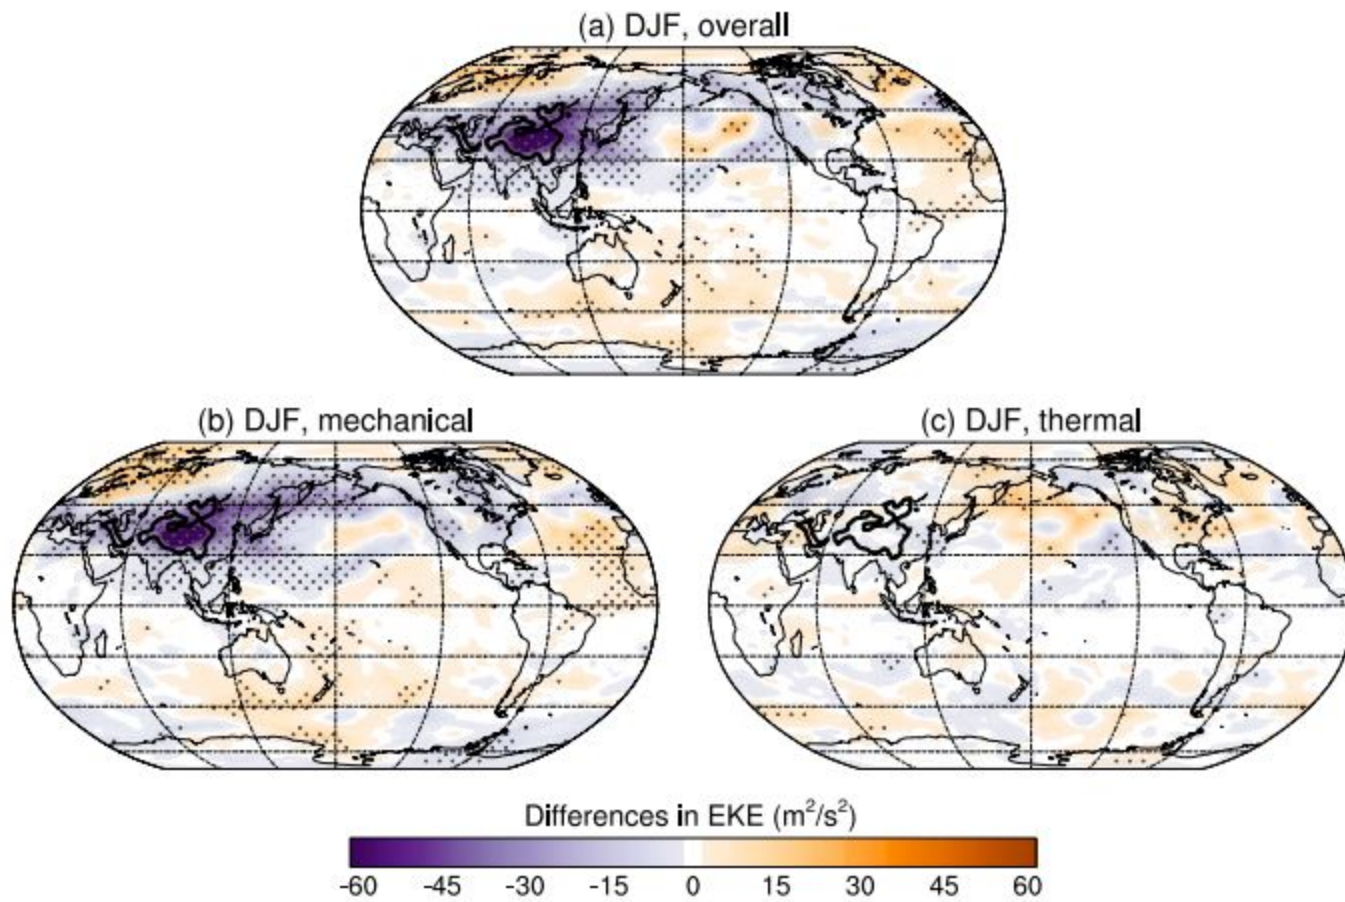 (a) DJF, overall
(b) DJF, mechanical
(c) DJF, thermal
Differences in EKE (m²/s²)
-60 -45 -30 -15 0 15 30 45 60